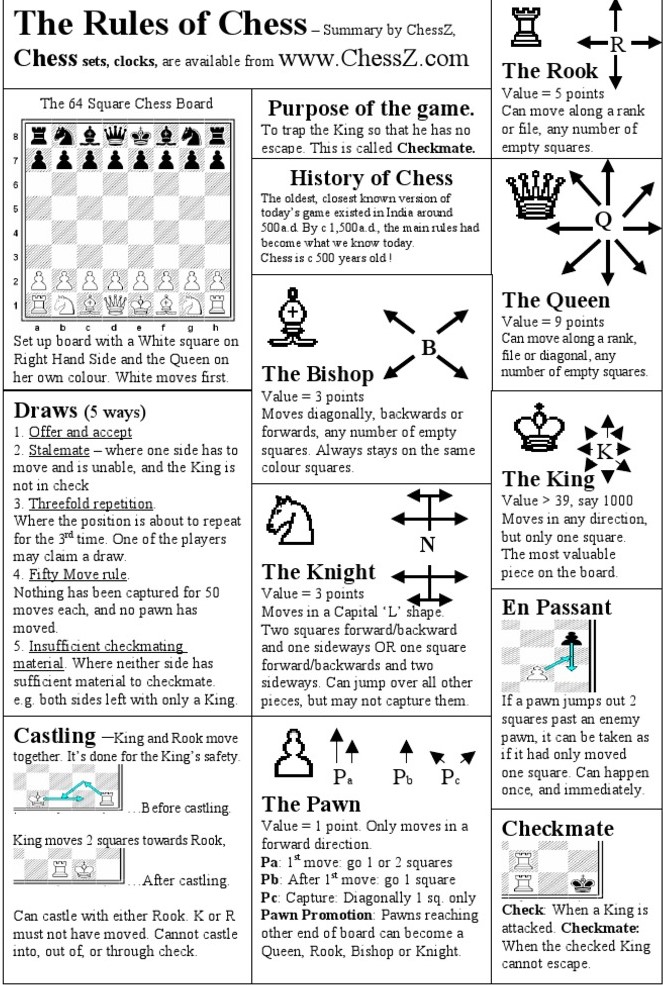 The Rules of Chess – Summary by ChessZ,
Chess sets, clocks, are available from www.ChessZ.com
The 64 Square Chess Board
8
7
6
5
4
3
2
1
a b c d e f g h
Set up board with a White square on
Right Hand Side and the Queen on
her own colour. White moves first.
Draws (5 ways)
1. Offer and accept
2. Stalemate – where one side has to
move and is unable, and the King is
not in check
3. Threefold repetition.
Where the position is about to repeat
for the 3rd time. One of the players
may claim a draw.
4. Fifty Move rule.
Nothing has been captured for 50
moves each, and no pawn has
moved.
5. Insufficient checkmating
material. Where neither side has
sufficient material to checkmate.
e.g. both sides left with only a King.
Castling —King and Rook move
together. It's done for the King's safety.
...Before castling.
King moves 2 squares towards Rook,
...After castling.
Can castle with either Rook. K or R
must not have moved. Cannot castle
into, out of, or through check.
Purpose of the game.
To trap the King so that he has no
escape. This is called Checkmate.
History of Chess
The oldest, closest known version of
today's game existed in India around
500a.d. By c 1,500a.d., the main rules had
become what we know today.
Chess is c 500 years old !
B
The Bishop
Value = 3 points
Moves diagonally, backwards or
forwards, any number of empty
squares. Always stays on the same
colour squares.
N
The Knight
Value = 3 points
Moves in a Capital 'L' shape.
Two squares forward/backward
and one sideways OR one square
forward/backwards and two
sideways. Can jump over all other
pieces, but may not capture them.
Pa Pb Pc
The Pawn
Value = 1 point. Only moves in a
forward direction.
Pa: 1st move: go 1 or 2 squares
Pb: After 1st move: go 1 square
Pc: Capture: Diagonally 1 sq. only
Pawn Promotion: Pawns reaching
other end of board can become a
Queen, Rook, Bishop or Knight.
R
The Rook
Value = 5 points
Can move along a rank
or file, any number of
empty squares.
Q
The Queen
Value = 9 points
Can move along a rank,
file or diagonal, any
number of empty squares.
K
The King
Value > 39, say 1000
Moves in any direction,
but only one square.
The most valuable
piece on the board.
En Passant
If a pawn jumps out 2
squares past an enemy
pawn, it can be taken as
if it had only moved
one square. Can happen
once, and immediately.
Checkmate
Check: When a King is
attacked. Checkmate:
When the checked King
cannot escape.